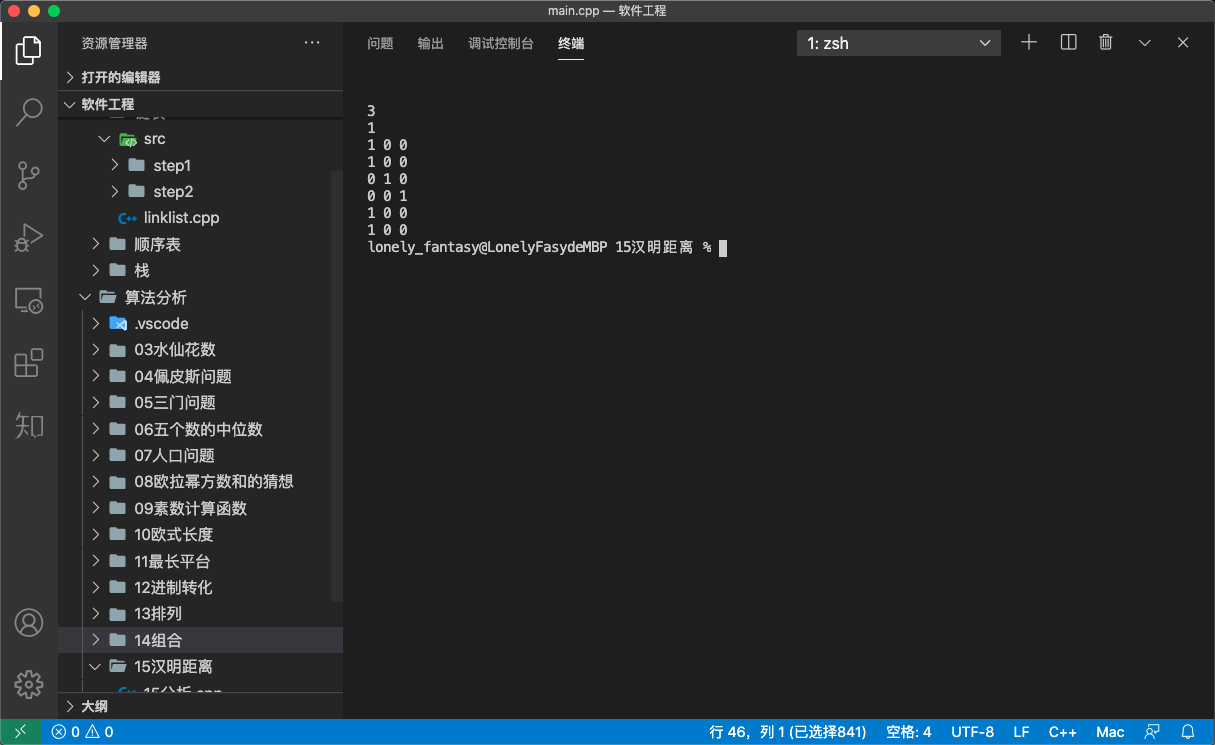 main.cpp — 软件工程
资源管理器
打开的编辑器
软件工程
src
step1
step2
linklist.cpp
顺序表
栈
算法分析
.vscode
03水仙花数
04佩皮斯问题
05三门问题
06五个数的中位数
07人口问题
08欧拉幂方数和的猜想
09素数计算函数
10欧式长度
11最长平台
12进制转化
13排列
14组合
15汉明距离
15分析.cpp
大纲
问题 输出 调试控制台 终端 1: zsh
3
1
1 0 0
1 0 0
0 1 0
0 0 1
1 0 0
1 0 0
lonely_fantasy@LonelyFasydeMBP 15汉明距离 %
知
0 0 行 46，列 1 (已选择841) 空格: 4 UTF-8 LF C++ Mac